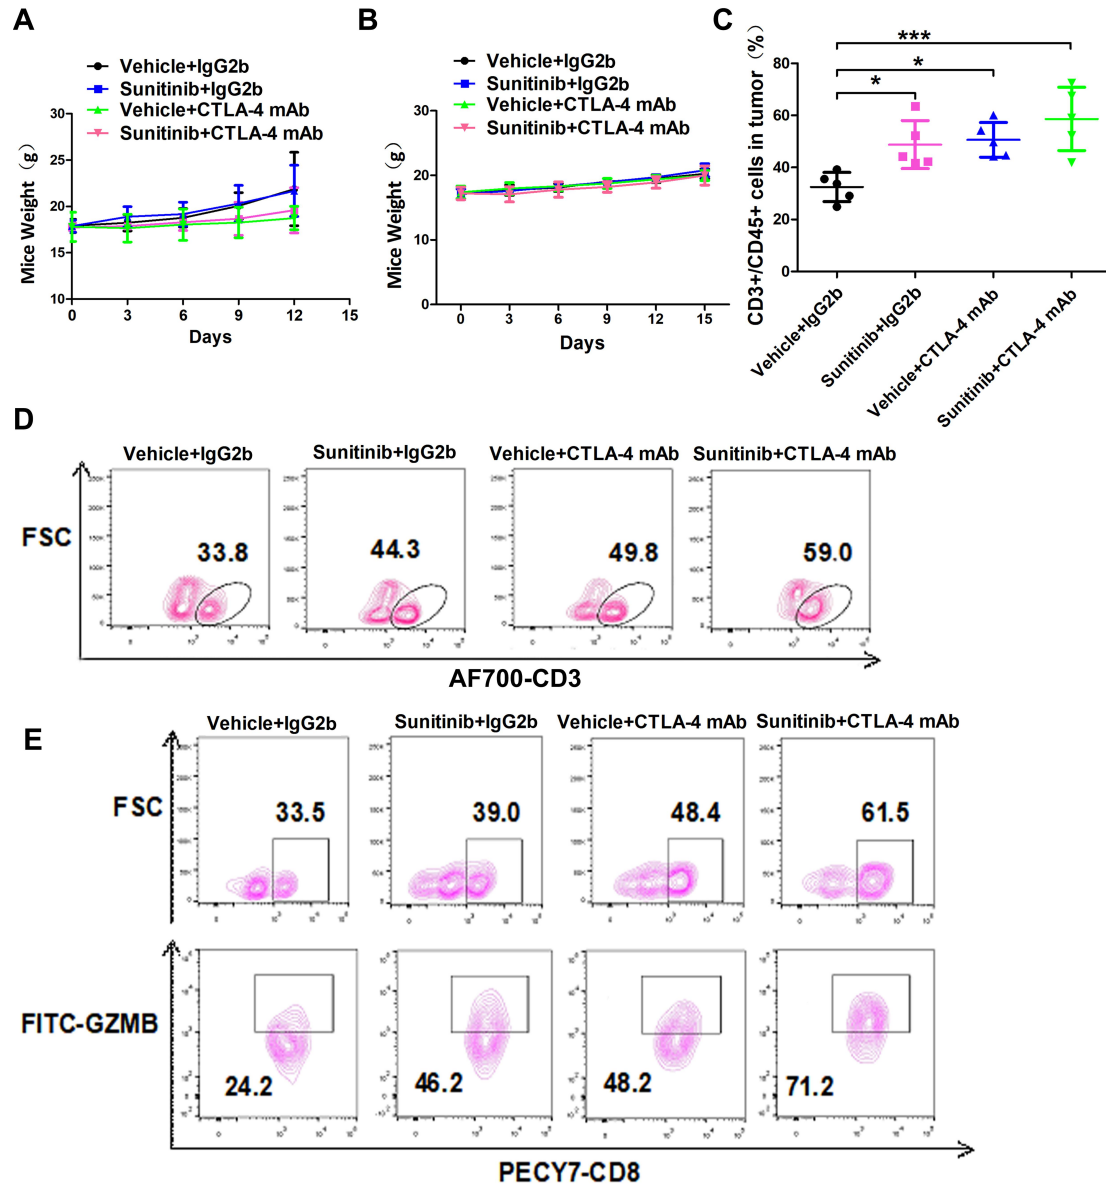 A
Vehicle+IgG2b
Sunitinib+IgG2b
Vehicle+CTLA-4 mAb
Sunitinib+CTLA-4 mAb
Mice Weight（g）
30
25
20
15
10
0
3
6
9
12
15
Days
B
Vehicle+IgG2b
Sunitinib+IgG2b
Vehicle+CTLA-4 mAb
Sunitinib+CTLA-4 mAb
Mice Weight（g）
30
20
10
0
0
3
6
9
12
15
Days
C
CD3+/CD45+ cells in tumor（%）
80
60
40
20
0
***
*
*
Vehicle+IgG2b
Sunitinib+IgG2b
Vehicle+CTLA-4 mAb
Sunitinib+CTLA-4 mAb
D
Vehicle+IgG2b
Sunitinib+IgG2b
Vehicle+CTLA-4 mAb
Sunitinib+CTLA-4 mAb
FSC
33.8
44.3
49.8
59.0
AF700-CD3
E
Vehicle+IgG2b
Sunitinib+IgG2b
Vehicle+CTLA-4 mAb
Sunitinib+CTLA-4 mAb
FSC
33.5
39.0
48.4
61.5
FITC-GZMB
24.2
46.2
48.2
71.2
PECY7-CD8